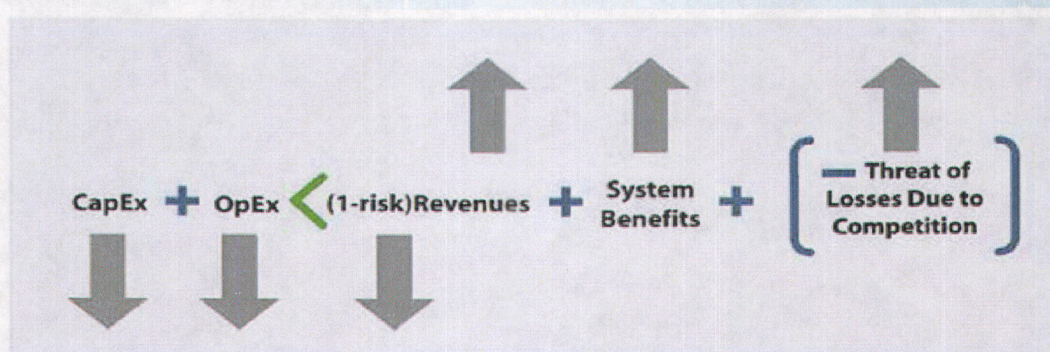 CapEx + OpEx < (1-risk)Revenues + System Benefits + [ — Threat of Losses Due to Competition ]